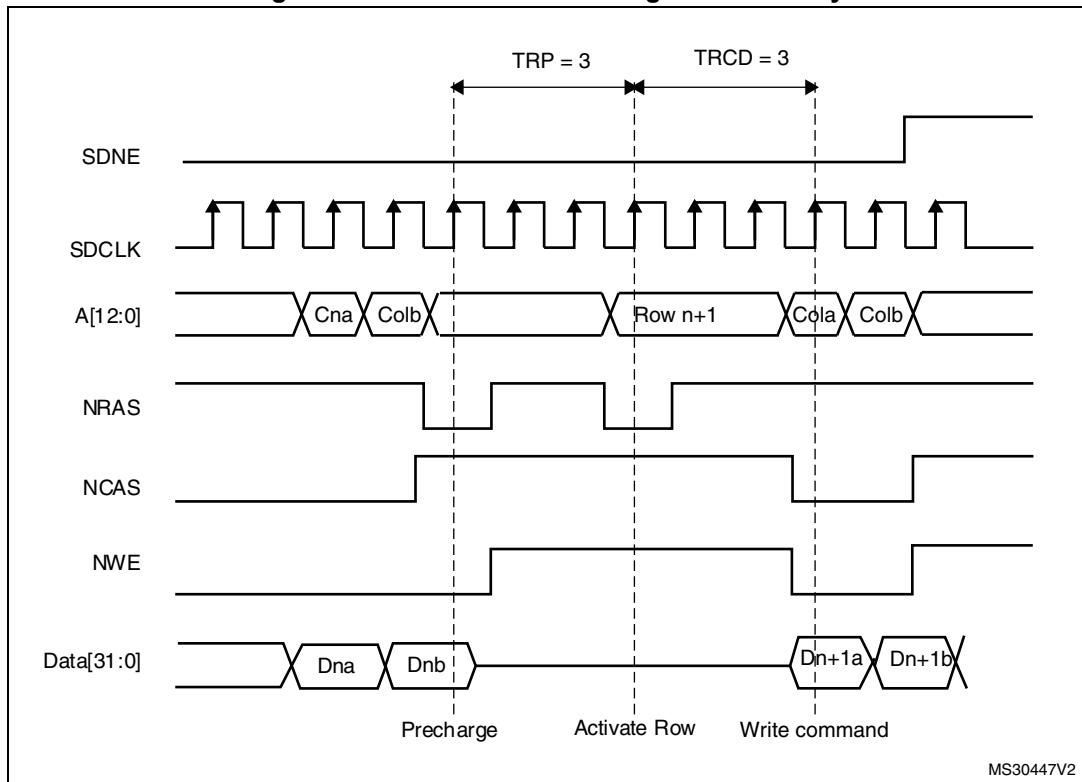 TRP = 3 TRCD = 3
SDNE
SDCLK
A[12:0] Cna Colb Row n+1 Cola Colb
NRAS
NCAS
NWE
Data[31:0] Dna Dnb Dn+1a Dn+1b
Precharge Activate Row Write command
MS30447V2